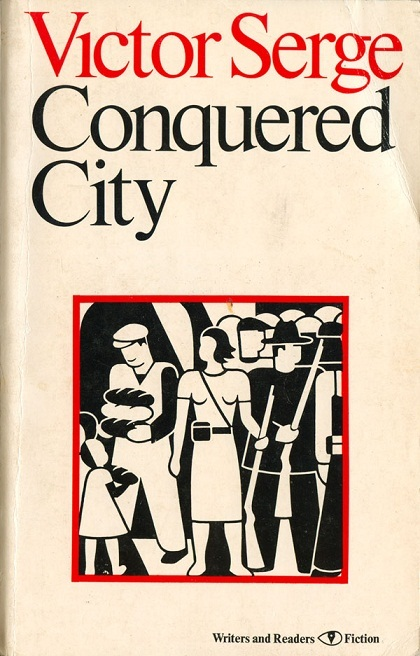 Victor Serge
Conquered
City
Writers and Readers Fiction